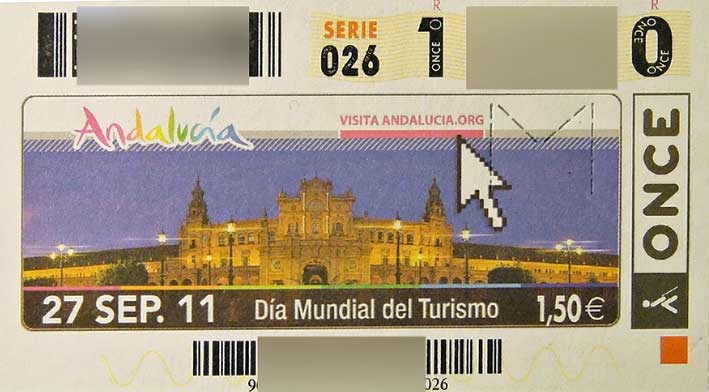 R R
SERIE
026 1 0
ONCE ONCE
Andalucía
VISITA ANDALUCIA.ORG
ONCE
27 SEP. 11 Día Mundial del Turismo 1,50€
026